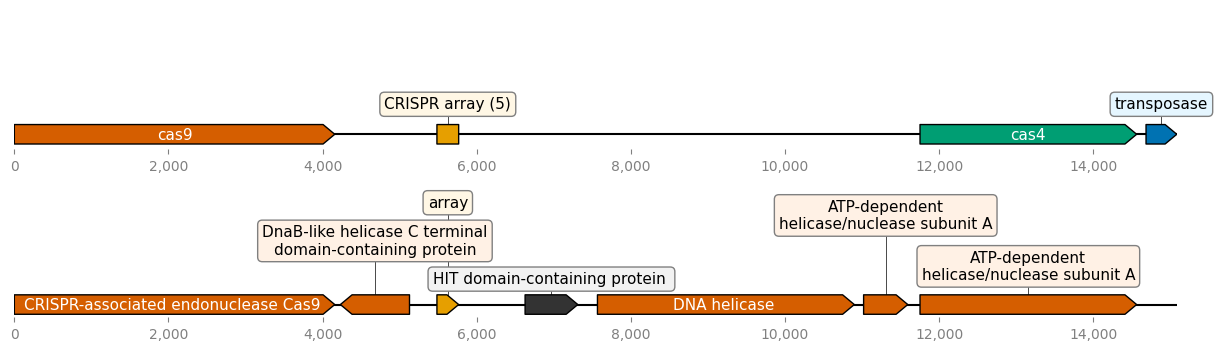 CRISPR array (5)
transposase
cas9
cas4
0 2,000 4,000 6,000 8,000 10,000 12,000 14,000
array
ATP-dependent
helicase/nuclease subunit A
DnaB-like helicase C terminal
domain-containing protein
ATP-dependent
helicase/nuclease subunit A
HIT domain-containing protein
CRISPR-associated endonuclease Cas9
DNA helicase
0 2,000 4,000 6,000 8,000 10,000 12,000 14,000